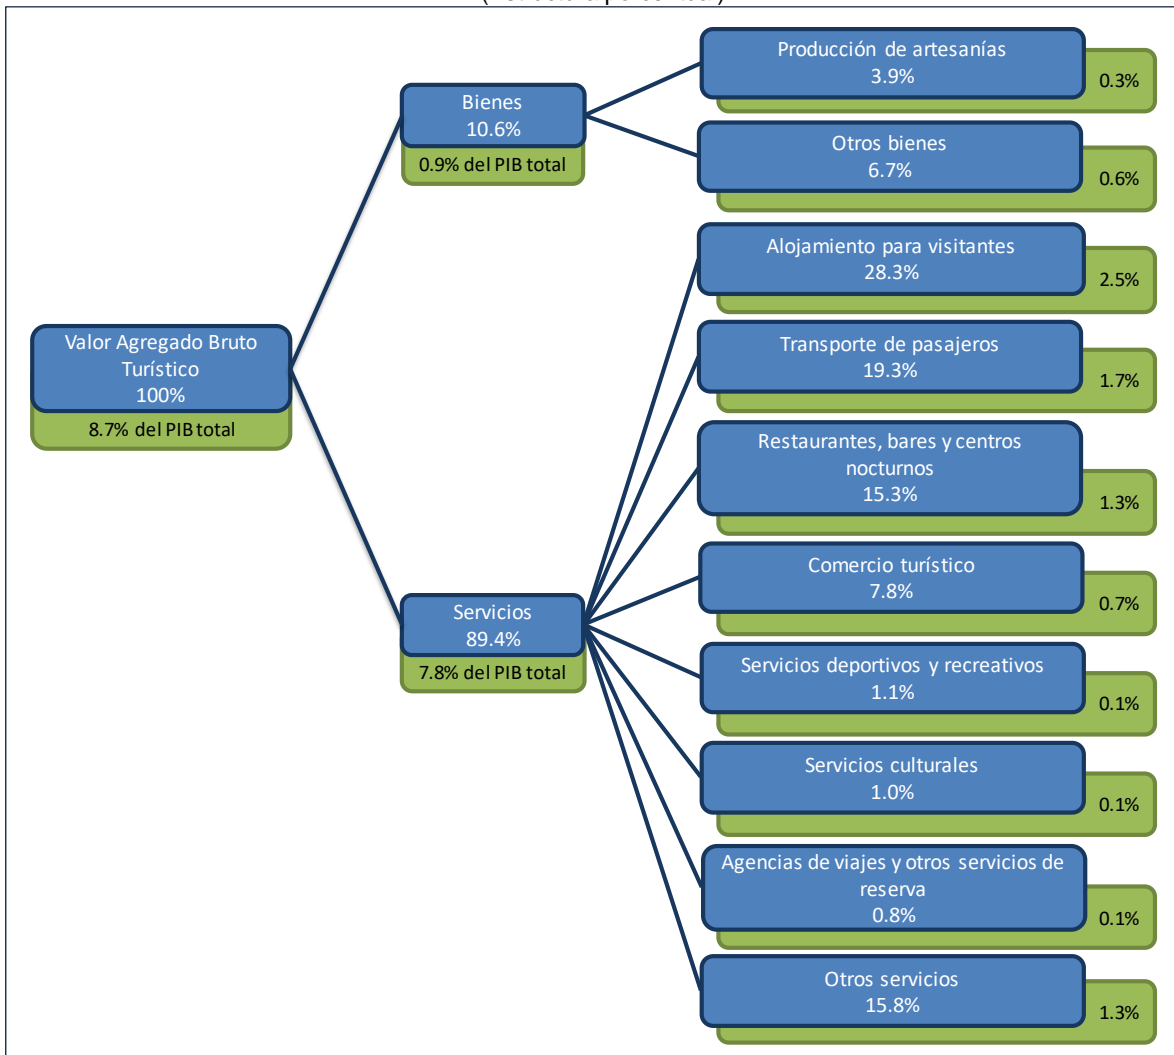 Producción de artesanías
3.9%
0.3%
Bienes
10.6%
0.9% del PIB total
Otros bienes
6.7%
0.6%
Alojamiento para visitantes
28.3%
2.5%
Valor Agregado Bruto
Turístico
100%
8.7% del PIB total
Transporte de pasajeros
19.3%
1.7%
Restaurantes, bares y centros
nocturnos
15.3%
1.3%
Comercio turístico
7.8%
0.7%
Servicios
89.4%
7.8% del PIB total
Servicios deportivos y recreativos
1.1%
0.1%
Servicios culturales
1.0%
0.1%
Agencias de viajes y otros servicios de
reserva
0.8%
0.1%
Otros servicios
15.8%
1.3%